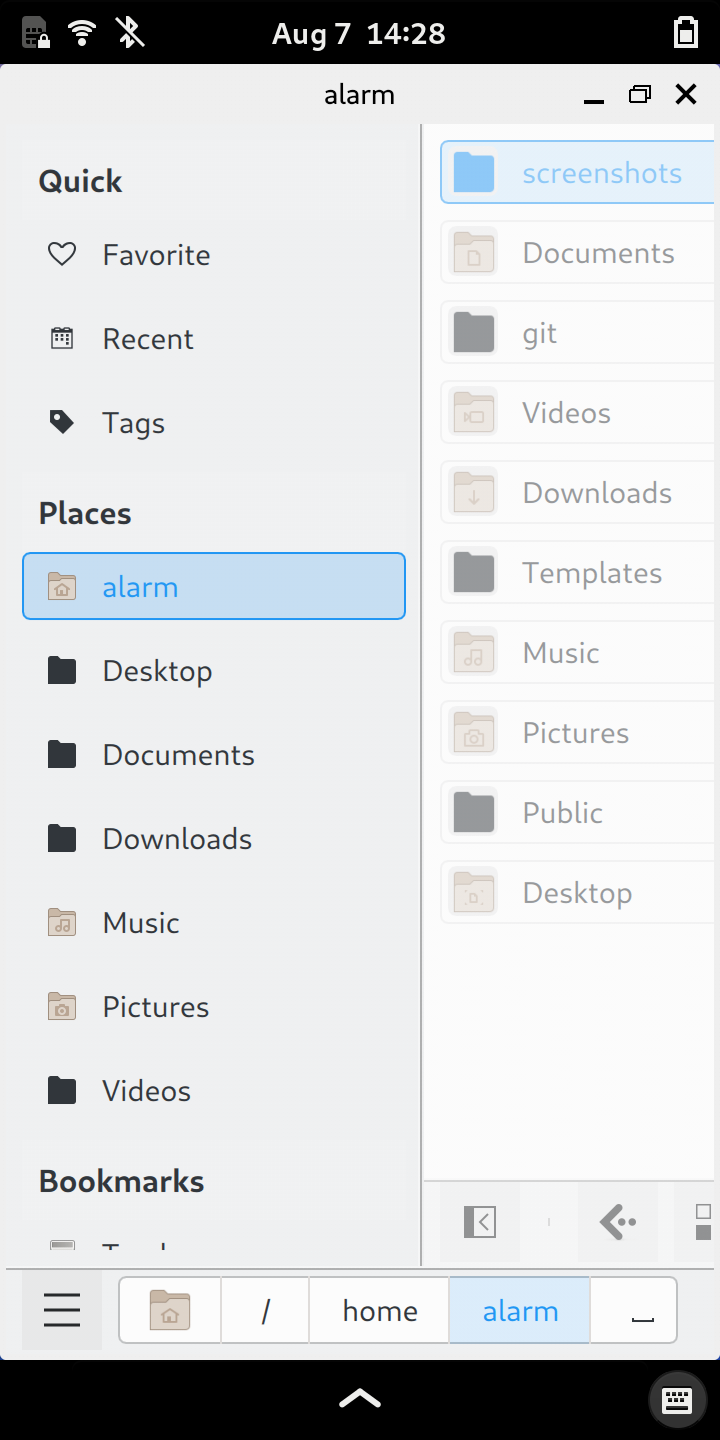 Aug 7 14:28
alarm
Quick
Favorite
Recent
Tags
Places
alarm
Desktop
Documents
Downloads
Music
Pictures
Videos
Bookmarks
screenshots
Documents
git
Videos
Downloads
Templates
Music
Pictures
Public
Desktop
/ home alarm